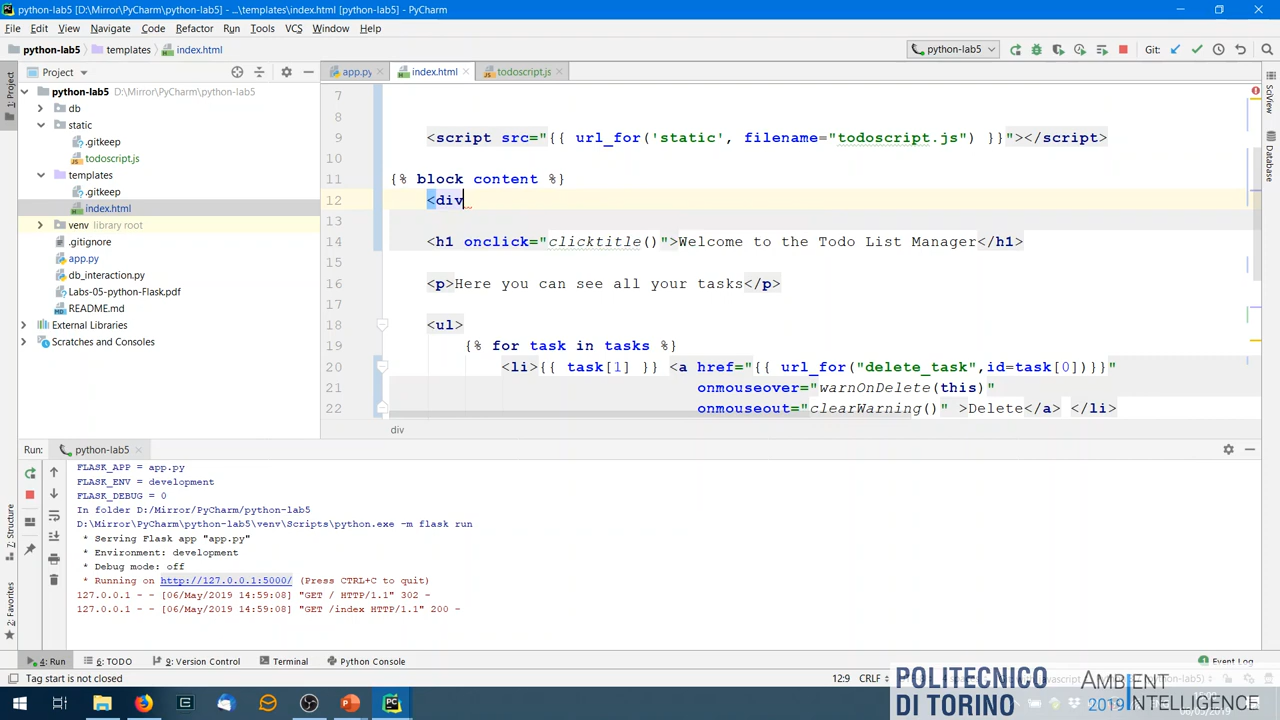 python-lab5 [D:\Mirror\PyCharm\python-lab5] - ...\templates\index.html [python-lab5] - PyCharm
File Edit View Navigate Code Refactor Run Tools VCS Window Help
python-lab5 templates index.html python-lab5 Git:
Project app.py index.html todoscript.js
1: Project
SciView
Database
python-lab5 D:\Mirror\PyCharm\python-lab5
db
static
.gitkeep
todoscript.js
templates
.gitkeep
index.html
venv library root
.gitignore
app.py
db_interaction.py
Labs-05-python-Flask.pdf
README.md
External Libraries
Scratches and Consoles
7
8
9 <script src="{{ url_for('static', filename="todoscript.js") }}"></script>
10
11 {% block content %}
12 <div
13
14 <h1 onclick="clicktitle()">Welcome to the Todo List Manager</h1>
15
16 <p>Here you can see all your tasks</p>
17
18 <ul>
19 {% for task in tasks %}
20 <li>{{ task[1] }} <a href="{{ url_for("delete_task",id=task[0])}}"
21 onmouseover="warnOnDelete(this)"
22 onmouseout="clearWarning()" >Delete</a> </li>
div
Run: python-lab5
FLASK_APP = app.py
FLASK_ENV = development
FLASK_DEBUG = 0
In folder D:/Mirror/PyCharm/python-lab5
D:\Mirror\PyCharm\python-lab5\venv\Scripts\python.exe -m flask run
* Serving Flask app "app.py"
* Environment: development
* Debug mode: off
* Running on http://127.0.0.1:5000/ (Press CTRL+C to quit)
127.0.0.1 - - [06/May/2019 14:59:08] "GET / HTTP/1.1" 302 -
127.0.0.1 - - [06/May/2019 14:59:08] "GET /index HTTP/1.1" 200 -
7: Structure
2: Favorites
4: Run 6: TODO 9: Version Control Terminal Python Console Event Log
Tag start is not closed 12:9 CRLF
POLITECNICO
DI TORINO
AMBIENT
2019 INTELLIGENCE